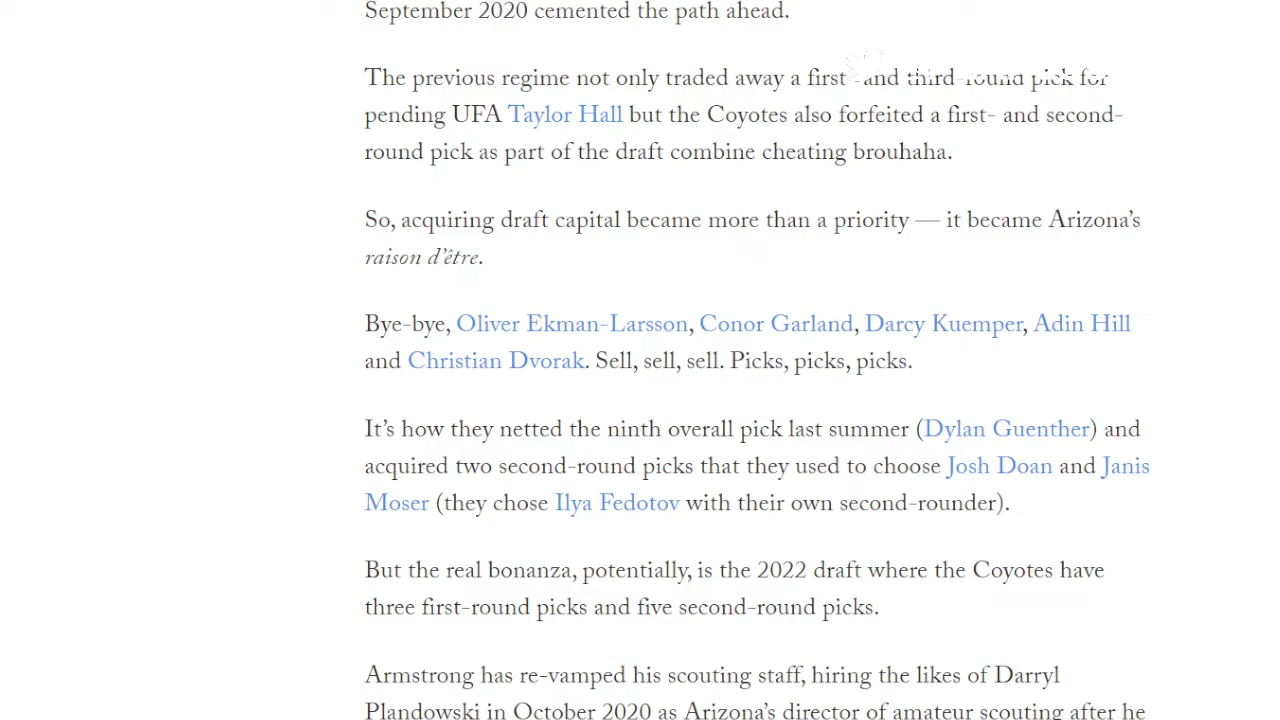 September 2020 cemented the path ahead.
The previous regime not only traded away a first- and third-round pick for
pending UFA Taylor Hall but the Coyotes also forfeited a first- and second-
round pick as part of the draft combine cheating brouhaha.
So, acquiring draft capital became more than a priority — it became Arizona’s
raison d’être.
Bye-bye, Oliver Ekman-Larsson, Conor Garland, Darcy Kuemper, Adin Hill
and Christian Dvorak. Sell, sell, sell. Picks, picks, picks.
It’s how they netted the ninth overall pick last summer (Dylan Guenther) and
acquired two second-round picks that they used to choose Josh Doan and Janis
Moser (they chose Ilya Fedotov with their own second-rounder).
But the real bonanza, potentially, is the 2022 draft where the Coyotes have
three first-round picks and five second-round picks.
Armstrong has re-vamped his scouting staff, hiring the likes of Darryl
Plandowski in October 2020 as Arizona’s director of amateur scouting after he